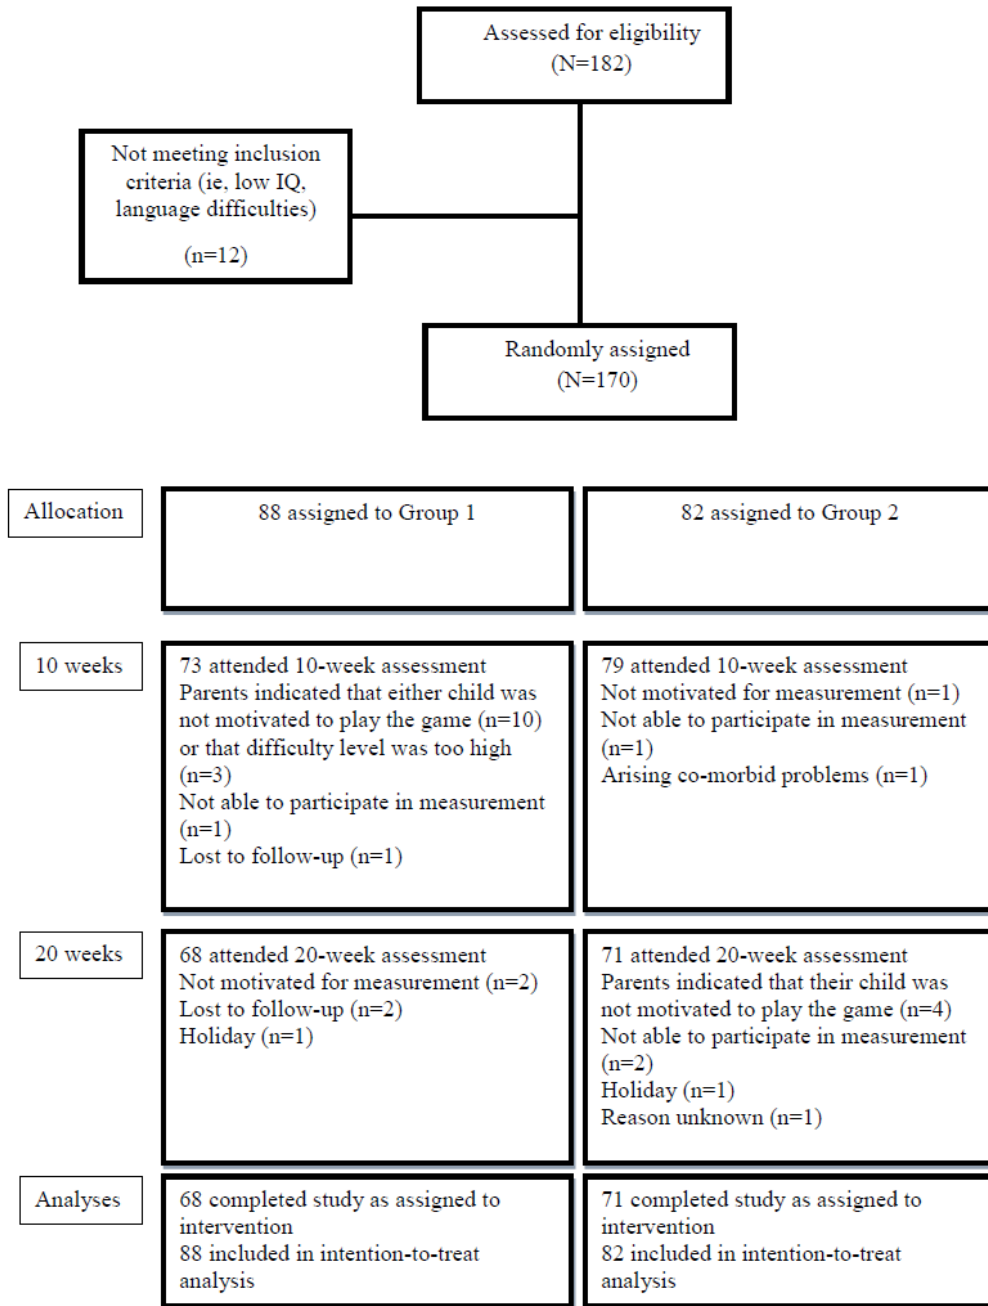 Assessed for eligibility
(N=182)
Not meeting inclusion
criteria (ie, low IQ,
language difficulties)
(n=12)
Randomly assigned
(N=170)
Allocation
88 assigned to Group 1
82 assigned to Group 2
10 weeks
73 attended 10-week assessment
Parents indicated that either child was
not motivated to play the game (n=10)
or that difficulty level was too high
(n=3)
Not able to participate in measurement
(n=1)
Lost to follow-up (n=1)
79 attended 10-week assessment
Not motivated for measurement (n=1)
Not able to participate in measurement
(n=1)
Arising co-morbid problems (n=1)
20 weeks
68 attended 20-week assessment
Not motivated for measurement (n=2)
Lost to follow-up (n=2)
Holiday (n=1)
71 attended 20-week assessment
Parents indicated that their child was
not motivated to play the game (n=4)
Not able to participate in measurement
(n=2)
Holiday (n=1)
Reason unknown (n=1)
Analyses
68 completed study as assigned to
intervention
88 included in intention-to-treat
analysis
71 completed study as assigned to
intervention
82 included in intention-to-treat
analysis